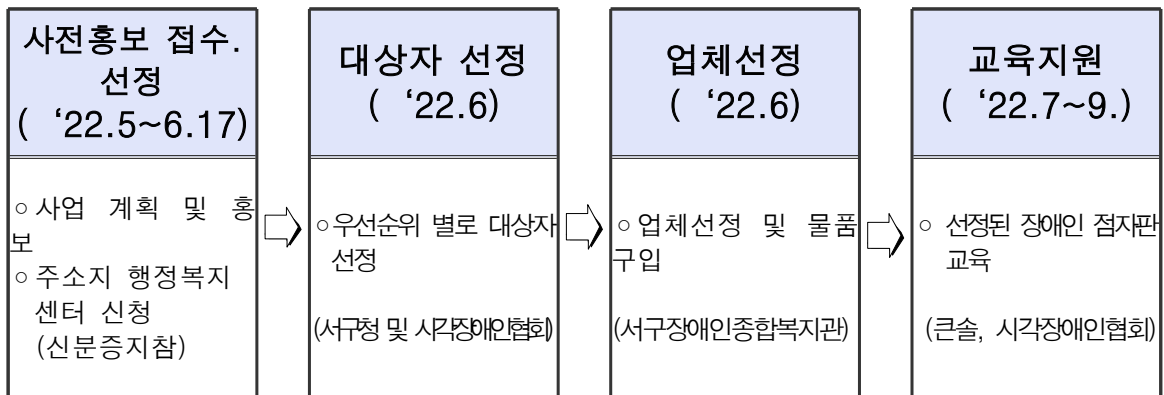 사전홍보 접수.
선정
( ‘22.5~6.17)
○ 사업 계획 및 홍
보
○ 주소지 행정복지
센터 신청
(신분증지참)
대상자 선정
( ‘22.6)
○우선순위 별로 대상자
선정
(서구청 및 시각장애인협회)
업체선정
( ‘22.6)
○ 업체선정 및 물품
구입
(서구장애인종합복지관)
교육지원
( ‘22.7~9.)
○ 선정된 장애인 점자판
교육
(큰솔, 시각장애인협회)